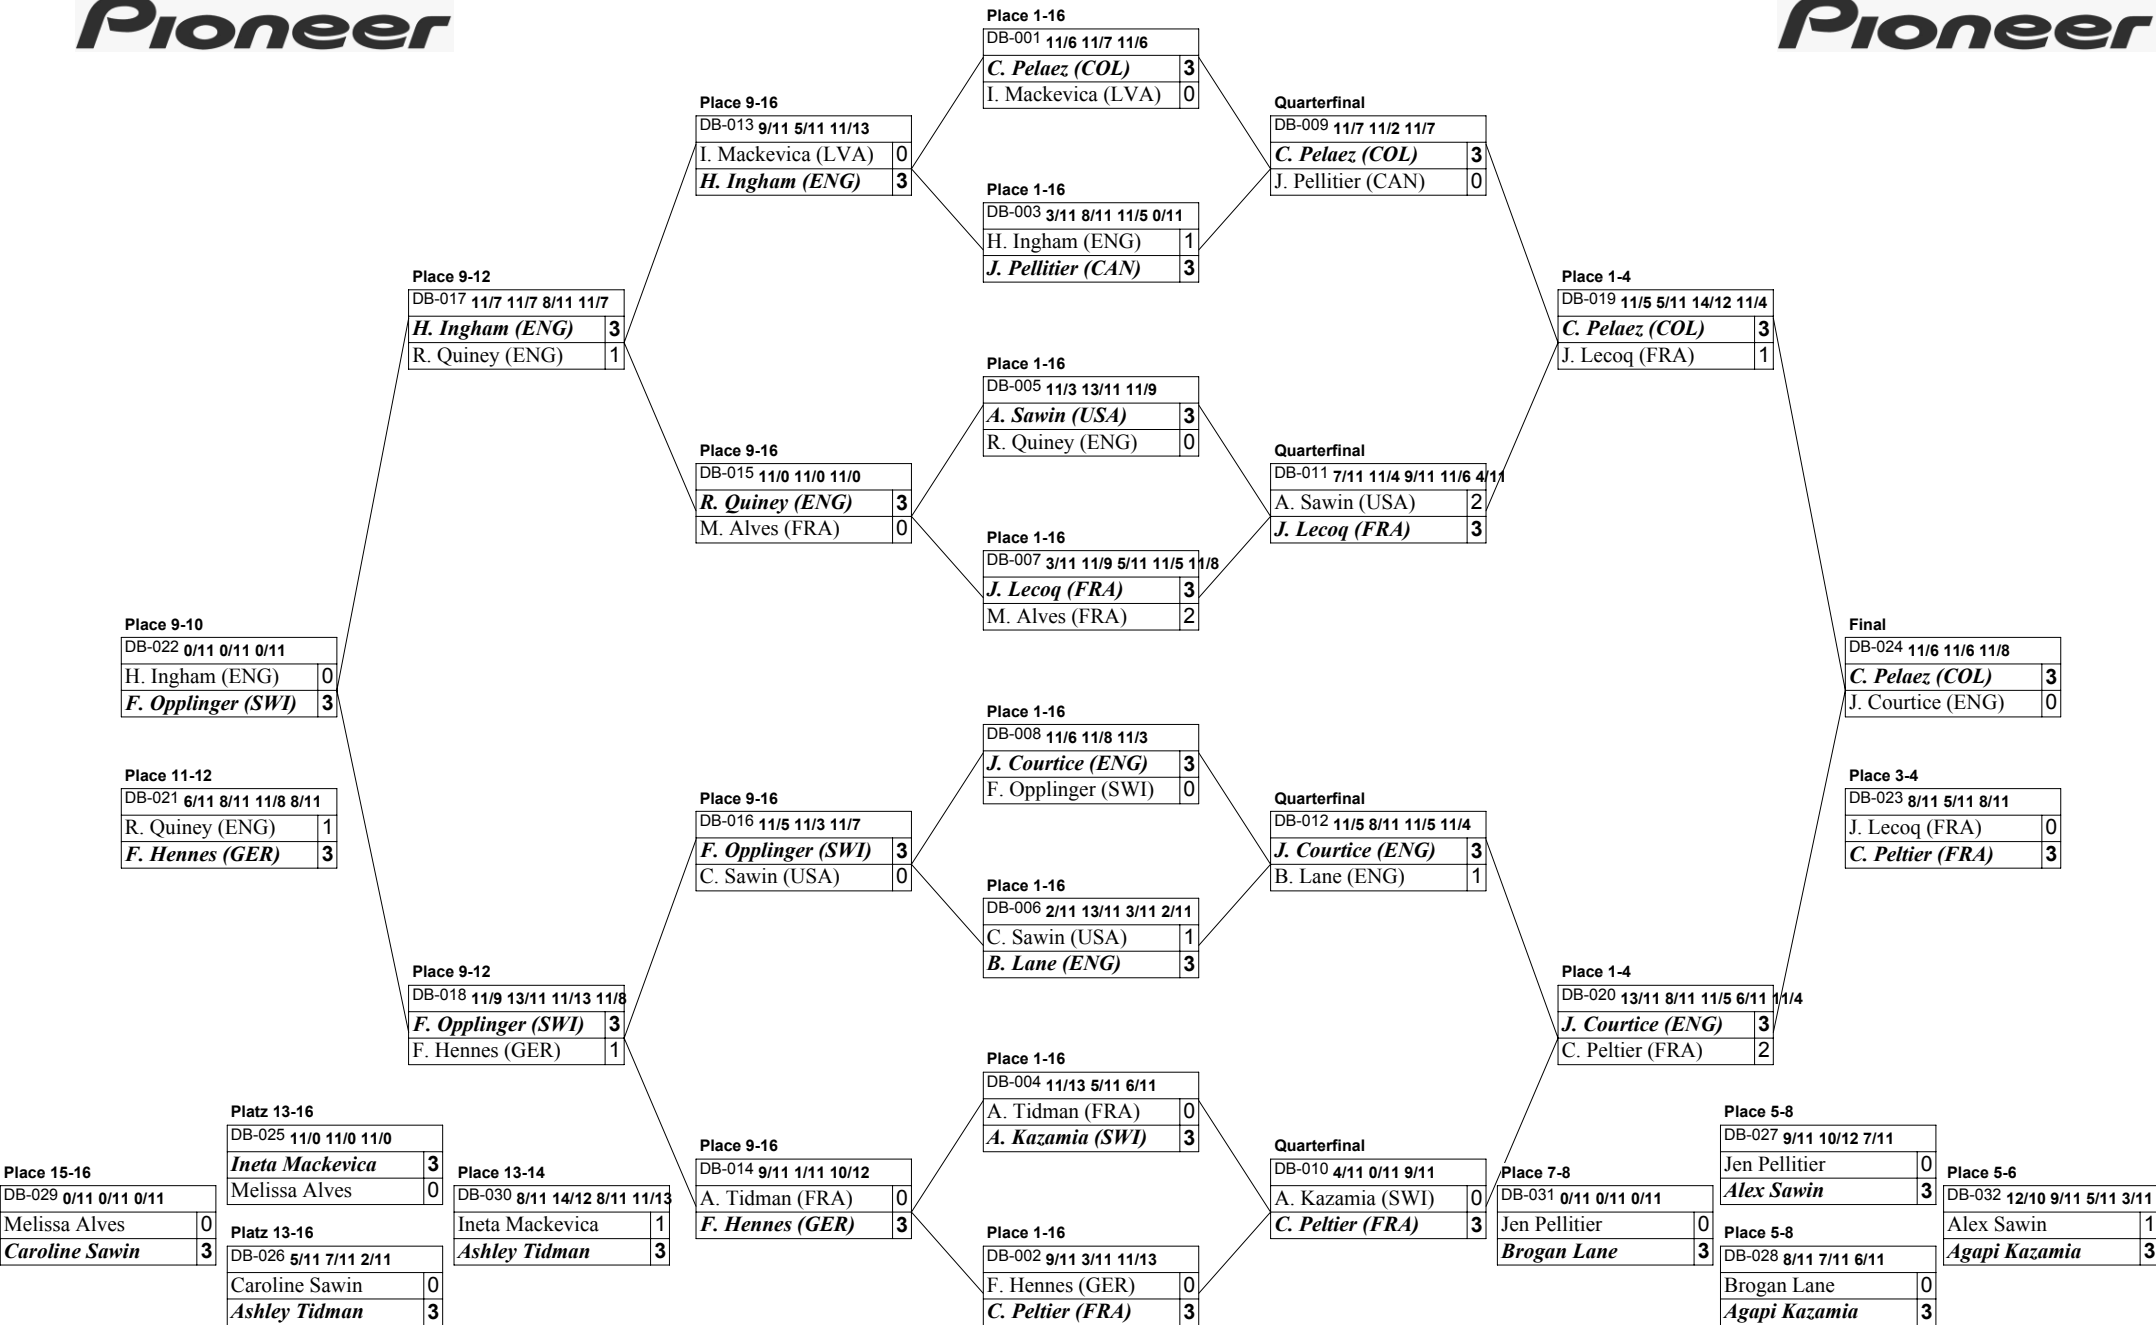 Pioneer
Pioneer
Place 1-16
DB-001 11/6 11/7 11/6
C. Pelaez (COL) 3
I. Mackevica (LVA) 0
Place 9-16
DB-013 9/11 5/11 11/13
I. Mackevica (LVA) 0
H. Ingham (ENG) 3
Quarterfinal
DB-009 11/7 11/2 11/7
C. Pelaez (COL) 3
J. Pellitier (CAN) 0
Place 1-16
DB-003 3/11 8/11 11/5 0/11
H. Ingham (ENG) 1
J. Pellitier (CAN) 3
Place 9-12
DB-017 11/7 11/7 8/11 11/7
H. Ingham (ENG) 3
R. Quiney (ENG) 1
Place 1-4
DB-019 11/5 5/11 14/12 11/4
C. Pelaez (COL) 3
J. Lecoq (FRA) 1
Place 1-16
DB-005 11/3 13/11 11/9
A. Sawin (USA) 3
R. Quiney (ENG) 0
Place 9-16
DB-015 11/0 11/0 11/0
R. Quiney (ENG) 3
M. Alves (FRA) 0
Quarterfinal
DB-011 7/11 11/4 9/11 11/6 4/11
A. Sawin (USA) 2
J. Lecoq (FRA) 3
Place 1-16
DB-007 3/11 11/9 5/11 11/5 11/8
J. Lecoq (FRA) 3
M. Alves (FRA) 2
Place 9-10
DB-022 0/11 0/11 0/11
H. Ingham (ENG) 0
F. Opplinger (SWI) 3
Final
DB-024 11/6 11/6 11/8
C. Pelaez (COL) 3
J. Courtice (ENG) 0
Place 1-16
DB-008 11/6 11/8 11/3
J. Courtice (ENG) 3
F. Opplinger (SWI) 0
Place 11-12
DB-021 6/11 8/11 11/8 8/11
R. Quiney (ENG) 1
F. Hennes (GER) 3
Place 9-16
DB-016 11/5 11/3 11/7
F. Opplinger (SWI) 3
C. Sawin (USA) 0
Quarterfinal
DB-012 11/5 8/11 11/5 11/4
J. Courtice (ENG) 3
B. Lane (ENG) 1
Place 3-4
DB-023 8/11 5/11 8/11
J. Lecoq (FRA) 0
C. Peltier (FRA) 3
Place 1-16
DB-006 2/11 13/11 3/11 2/11
C. Sawin (USA) 1
B. Lane (ENG) 3
Place 9-12
DB-018 11/9 13/11 11/13 11/8
F. Opplinger (SWI) 3
F. Hennes (GER) 1
Place 1-4
DB-020 13/11 8/11 11/5 6/11 11/4
J. Courtice (ENG) 3
C. Peltier (FRA) 2
Place 1-16
DB-004 11/13 5/11 6/11
A. Tidman (FRA) 0
A. Kazamia (SWI) 3
Platz 13-16
DB-025 11/0 11/0 11/0
Ineta Mackevica 3
Melissa Alves 0
Place 5-8
DB-027 9/11 10/12 7/11
Jen Pellitier 0
Alex Sawin 3
Place 9-16
DB-014 9/11 1/11 10/12
A. Tidman (FRA) 0
F. Hennes (GER) 3
Quarterfinal
DB-010 4/11 0/11 9/11
A. Kazamia (SWI) 0
C. Peltier (FRA) 3
Place 15-16
DB-029 0/11 0/11 0/11
Melissa Alves 0
Caroline Sawin 3
Place 13-14
DB-030 8/11 14/12 8/11 11/13
Ineta Mackevica 1
Ashley Tidman 3
Place 7-8
DB-031 0/11 0/11 0/11
Jen Pellitier 0
Brogan Lane 3
Place 5-6
DB-032 12/10 9/11 5/11 3/11
Alex Sawin 1
Agapi Kazamia 3
Platz 13-16
DB-026 5/11 7/11 2/11
Caroline Sawin 0
Ashley Tidman 3
Place 1-16
DB-002 9/11 3/11 11/13
F. Hennes (GER) 0
C. Peltier (FRA) 3
Place 5-8
DB-028 8/11 7/11 6/11
Brogan Lane 0
Agapi Kazamia 3